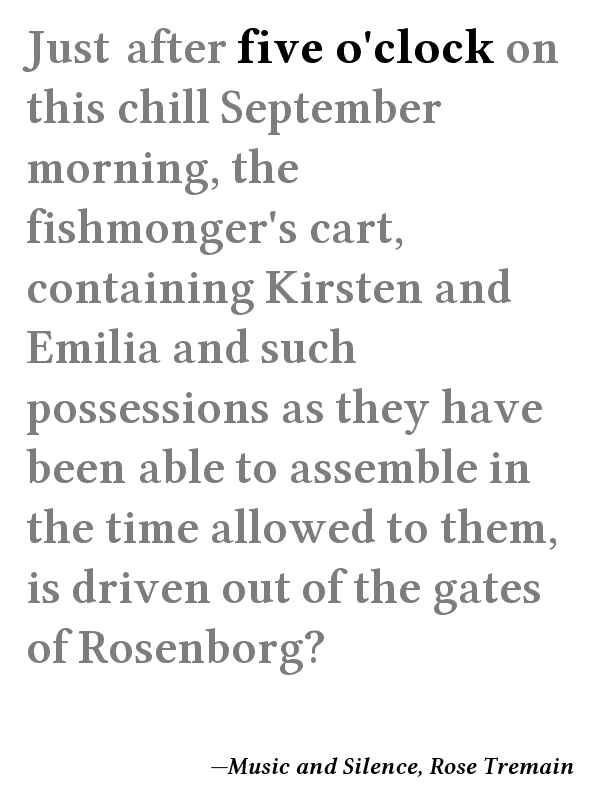 Just after five o'clock on
this chill September
morning, the
fishmonger's cart,
containing Kirsten and
Emilia and such
possessions as they have
been able to assemble in
the time allowed to them,
is driven out of the gates
of Rosenborg?
—Music and Silence, Rose Tremain